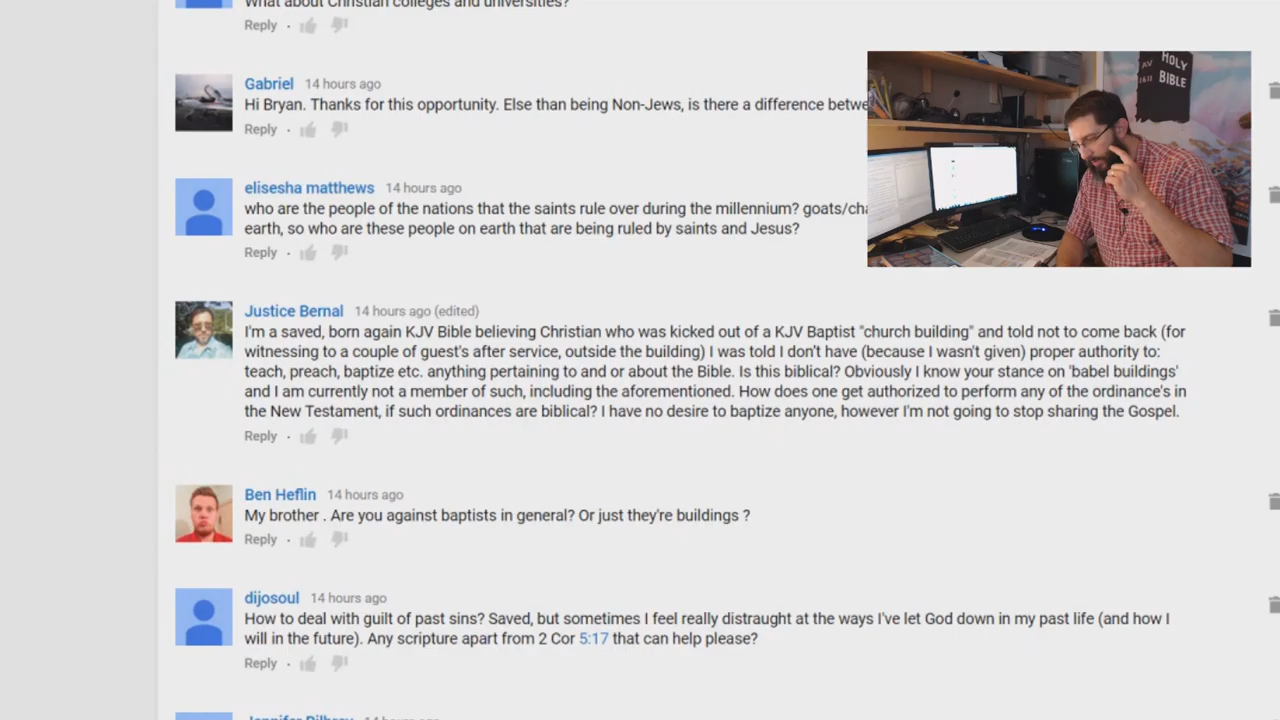 What about Christian colleges and universities?
Reply
Gabriel 14 hours ago
Hi Bryan. Thanks for this opportunity. Else than being Non-Jews, is there a difference betwe
Reply
elisesha matthews 14 hours ago
who are the people of the nations that the saints rule over during the millennium? goats/cha
earth, so who are these people on earth that are being ruled by saints and Jesus?
Reply
Justice Bernal 14 hours ago (edited)
I'm a saved, born again KJV Bible believing Christian who was kicked out of a KJV Baptist "church building" and told not to come back (for
witnessing to a couple of guest's after service, outside the building) I was told I don't have (because I wasn't given) proper authority to:
teach, preach, baptize etc. anything pertaining to and or about the Bible. Is this biblical? Obviously I know your stance on 'babel buildings'
and I am currently not a member of such, including the aforementioned. How does one get authorized to perform any of the ordinance's in
the New Testament, if such ordinances are biblical? I have no desire to baptize anyone, however I'm not going to stop sharing the Gospel.
Reply
Ben Heflin 14 hours ago
My brother . Are you against baptists in general? Or just they're buildings ?
Reply
dijosoul 14 hours ago
How to deal with guilt of past sins? Saved, but sometimes I feel really distraught at the ways I've let God down in my past life (and how I
will in the future). Any scripture apart from 2 Cor 5:17 that can help please?
Reply
14 hours ago
AV
1611
HOLY
BIBLE